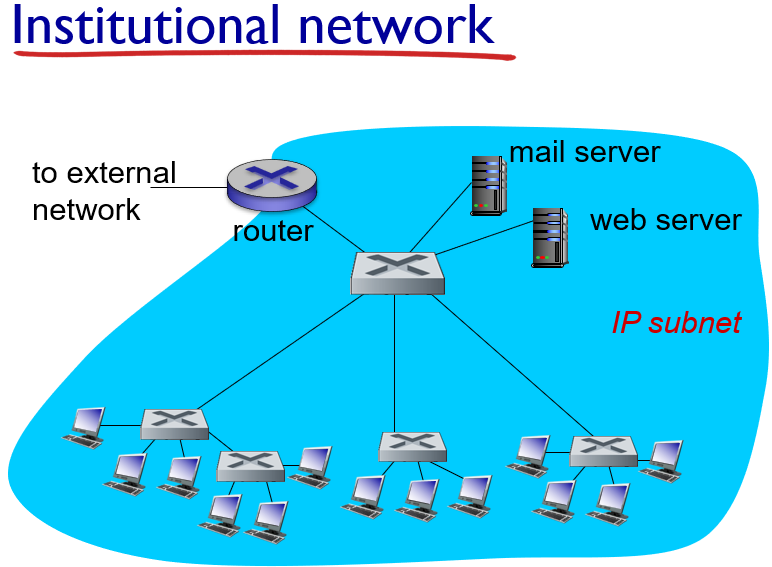 Institutional network
mail server
to external
network
router
web server
IP subnet